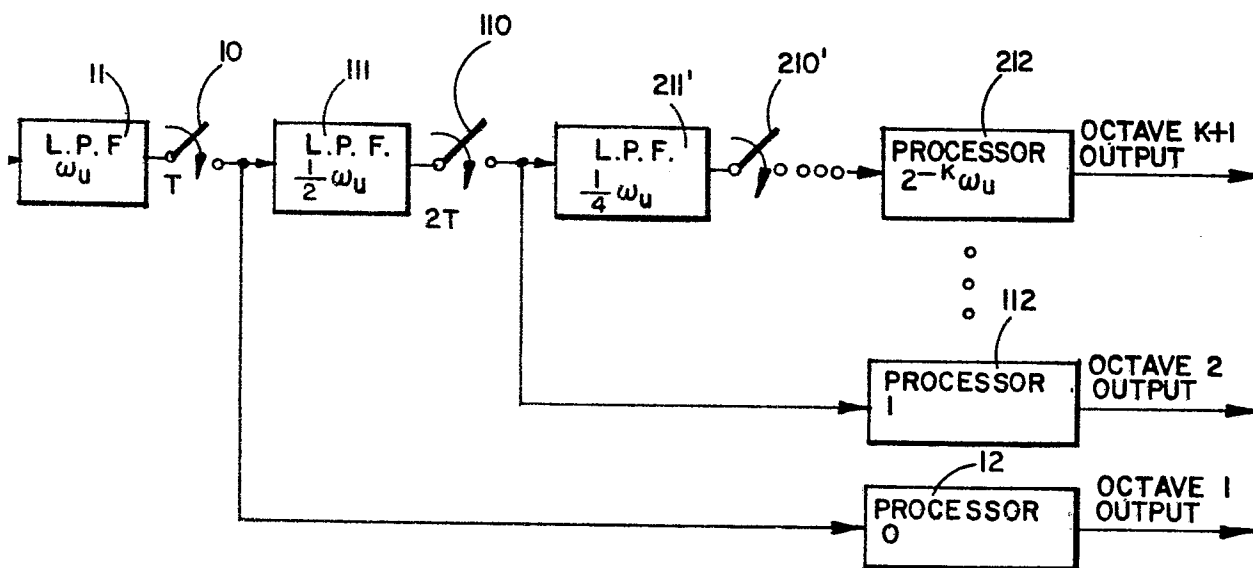 11
10
111
110
211'
210'
212
L.P.F
ωu
T
L.P.F.
1/2 ωu
2T
L.P.F.
1/4 ωu
PROCESSOR
2-K ωu
OCTAVE K+1
OUTPUT
112
PROCESSOR
1
OCTAVE 2
OUTPUT
12
PROCESSOR
0
OCTAVE 1
OUTPUT